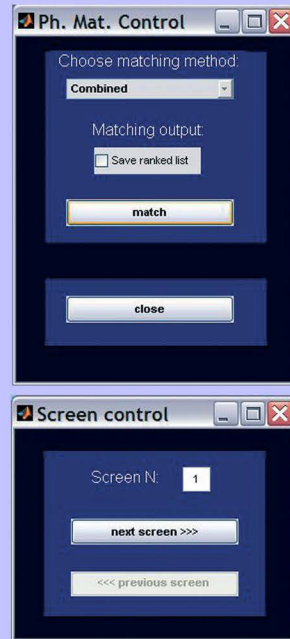 Ph. Mat. Control
Choose matching method:
Combined
Matching output:
Save ranked list
match
close
Screen control
Screen N:
1
next screen >>>
<<< previous screen